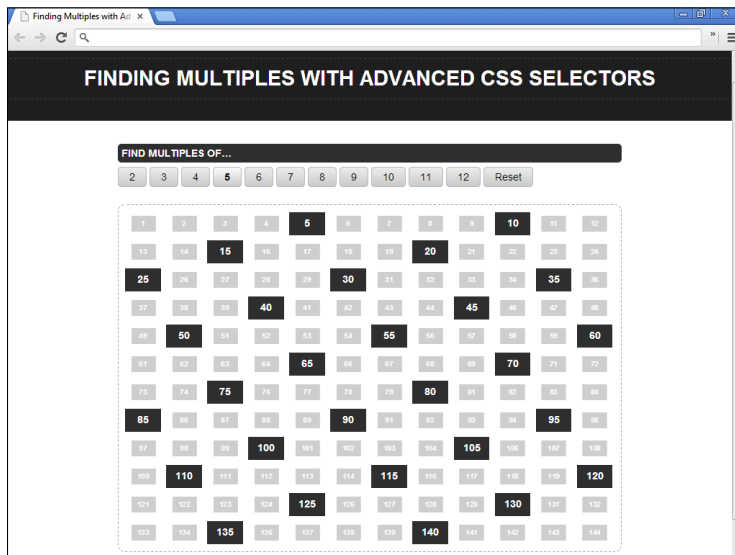 Finding Multiples with Ad
FINDING MULTIPLES WITH ADVANCED CSS SELECTORS
FIND MULTIPLES OF...
2 3 4 5 6 7 8 9 10 11 12 Reset
1 2 3 4 5 6 7 8 9 10 11 12
13 14 15 16 17 18 19 20 21 22 23 24
25 26 27 28 29 30 31 32 33 34 35 36
37 38 39 40 41 42 43 44 45 46 47 48
49 50 51 52 53 54 55 56 57 58 59 60
61 62 63 64 65 66 67 68 69 70 71 72
73 74 75 76 77 78 79 80 81 82 83 84
85 86 87 88 89 90 91 92 93 94 95 96
97 98 99 100 101 102 103 104 105 106 107 108
109 110 111 112 113 114 115 116 117 118 119 120
121 122 123 124 125 126 127 128 129 130 131 132
133 134 135 136 137 138 139 140 141 142 143 144